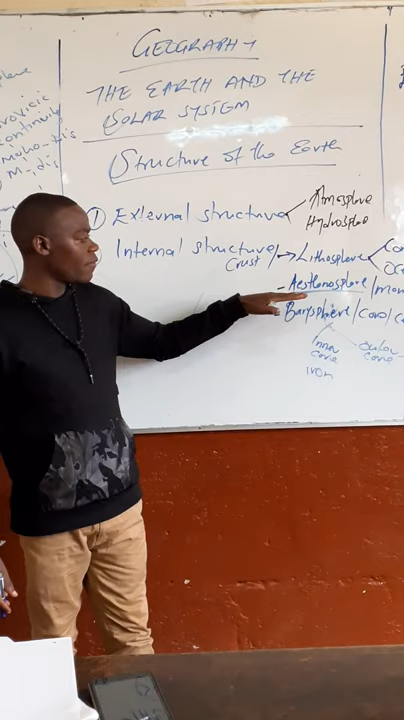 GEOGRAPHY
THE EARTH AND THE
SOLAR SYSTEM
Structure of the Earth
① External structure
Atmosphere
Hydrosphe
Internal structure/
Crust
→ Lithosphere
- Aesthenosphere /
Barysphere / Core /
Inner
core
Iron
outer
core